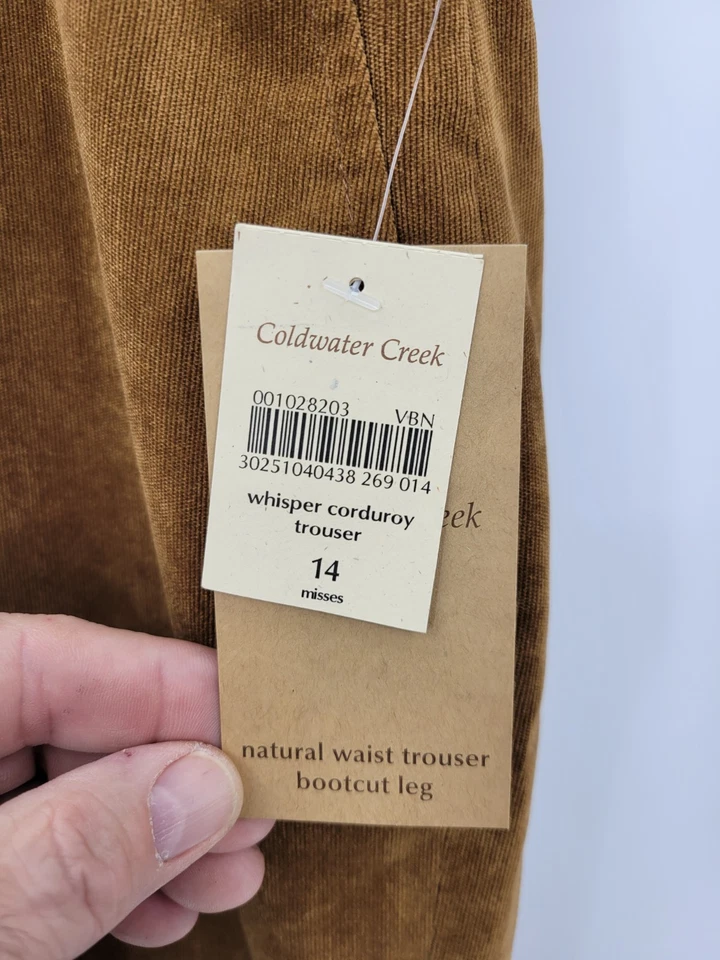 Coldwater Creek
001028203 VBN
30251040438 269 014
whisper corduroy
trouser
14
misses
eek
natural waist trouser
bootcut leg